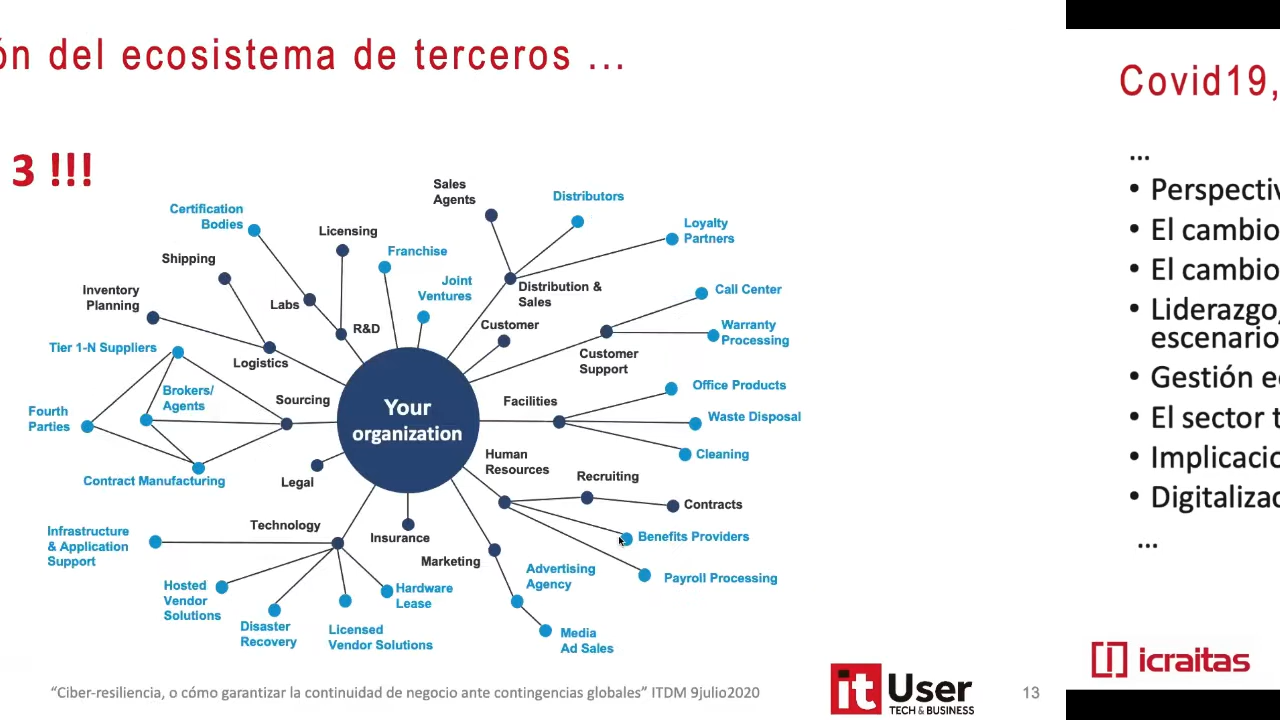 ón del ecosistema de terceros ...
3 !!!
Sales
Agents
Distributors
Certification
Bodies
Loyalty
Partners
Licensing
Franchise
Shipping
Joint
Ventures
Inventory
Planning
Labs
Distribution &
Sales
Call Center
R&D
Customer
Warranty
Processing
Tier 1-N Suppliers
Logistics
Customer
Support
Brokers/
Agents
Sourcing
Facilities
Office Products
Fourth
Parties
Your
organization
Waste Disposal
Human
Resources
Cleaning
Contract Manufacturing
Legal
Recruiting
Contracts
Technology
Insurance
Infrastructure
& Application
Support
Benefits Providers
Marketing
Advertising
Agency
Payroll Processing
Hosted
Vendor
Solutions
Hardware
Lease
Disaster
Recovery
Licensed
Vendor Solutions
Media
Ad Sales
“Ciber-resiliencia, o cómo garantizar la continuidad de negocio ante contingencias globales” ITDM 9julio2020
it User
TECH & BUSINESS
13
Covid19,
...
• Perspectiv
• El cambio
• El cambio
• Liderazgo,
escenario
• Gestión e
• El sector t
• Implicacio
• Digitalizac
...
icraitas